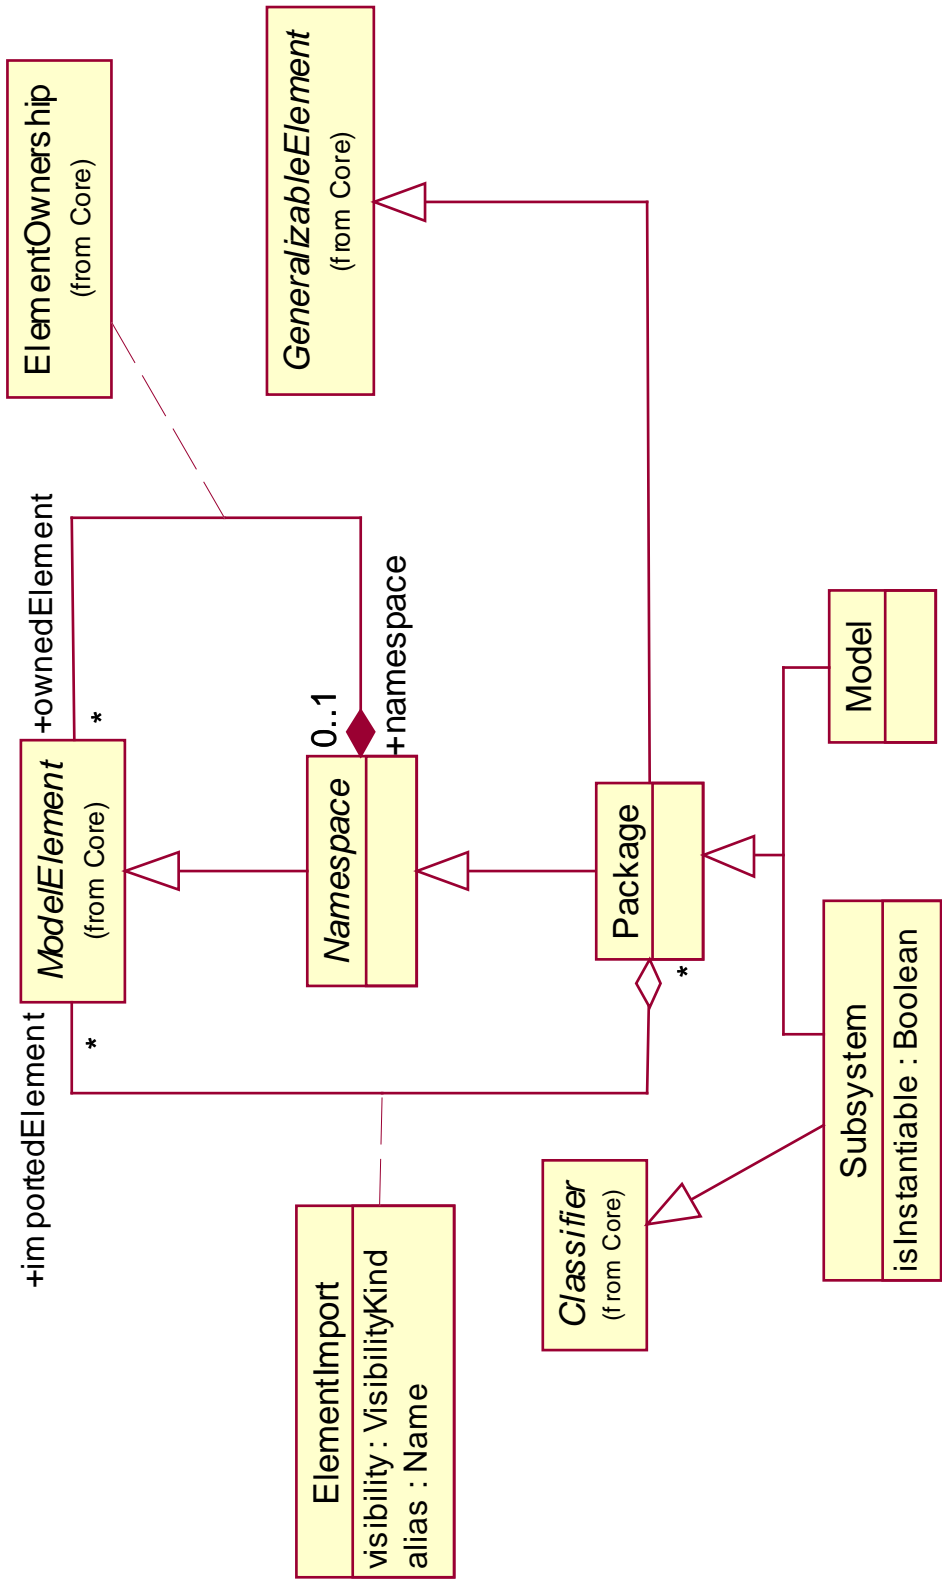 ElementOwnership
(from Core)
+ownedElement
*
ModelElement
(from Core)
+importedElement
*
GeneralizableElement
(from Core)
0..1
+namespace
Namespace
ElementImport
visibility : VisibilityKind
alias : Name
Package
*
Classifier
(from Core)
Model
Subsystem
isInstantiable : Boolean